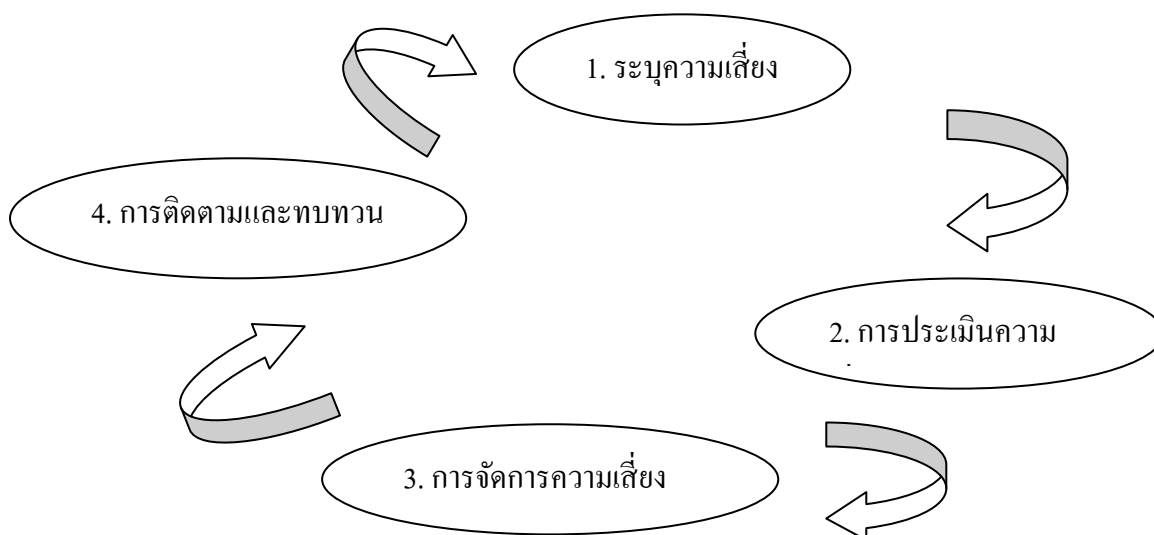 1. ระบุความเสี่ยง
4. การติดตามและทบทวน
2. การประเมินความ
3. การจัดการความเสี่ยง